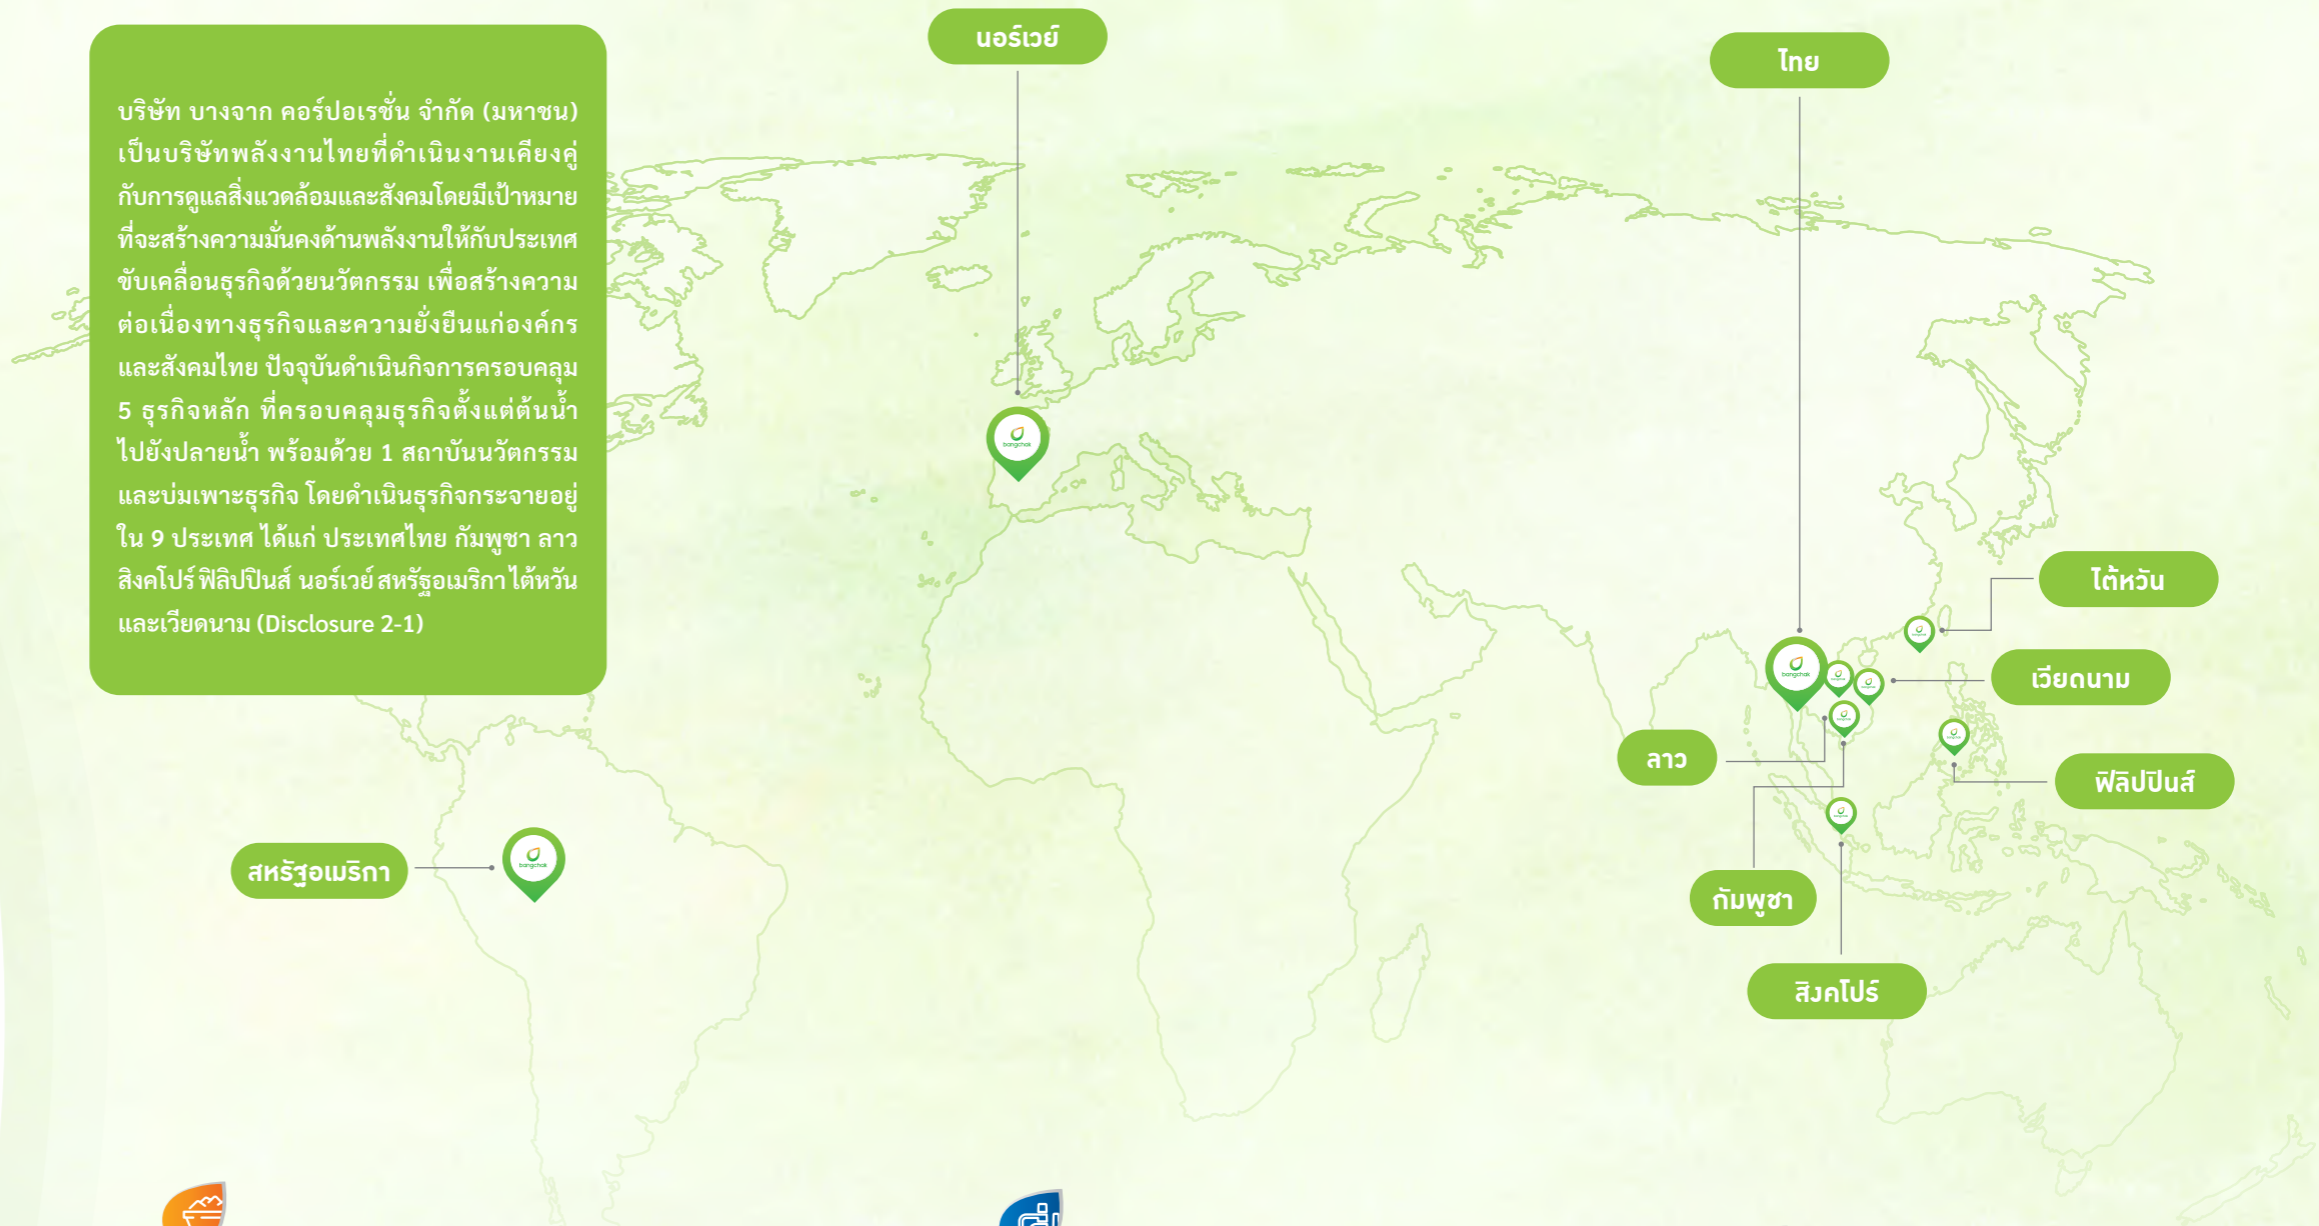 บริษัท บางจาก คอร์ปอเรชั่น จำกัด (มหาชน)
เป็นบริษัทพลังงานไทยที่ดำเนินงานเคียงคู่
กับการดูแลสิ่งแวดล้อมและสังคมโดยมีเป้าหมาย
ที่จะสร้างความมั่นคงด้านพลังงานให้กับประเทศ
ขับเคลื่อนธุรกิจด้วยนวัตกรรม เพื่อสร้างความ
ต่อเนื่องทางธุรกิจและความยั่งยืนแก่องค์กร
และสังคมไทย ปัจจุบันดำเนินกิจการครอบคลุม
5 ธุรกิจหลัก ที่ครอบคลุมธุรกิจตั้งแต่ต้นน้ำ
ไปยังปลายน้ำ พร้อมด้วย 1 สถาบันนวัตกรรม
และบ่มเพาะธุรกิจ โดยดำเนินธุรกิจกระจายอยู่
ใน 9 ประเทศ ได้แก่ ประเทศไทย กัมพูชา ลาว
สิงคโปร์ ฟิลิปปินส์ นอร์เวย์ สหรัฐอเมริกา ไต้หวัน
และเวียดนาม (Disclosure 2-1)
นอร์เวย์
ไทย
bangchak
ไต้หวัน
bangchak
เวียดนาม
ลาว
ฟิลิปปินส์
สหรัฐอเมริกา
bangchak
กัมพูชา
สิงคโปร์